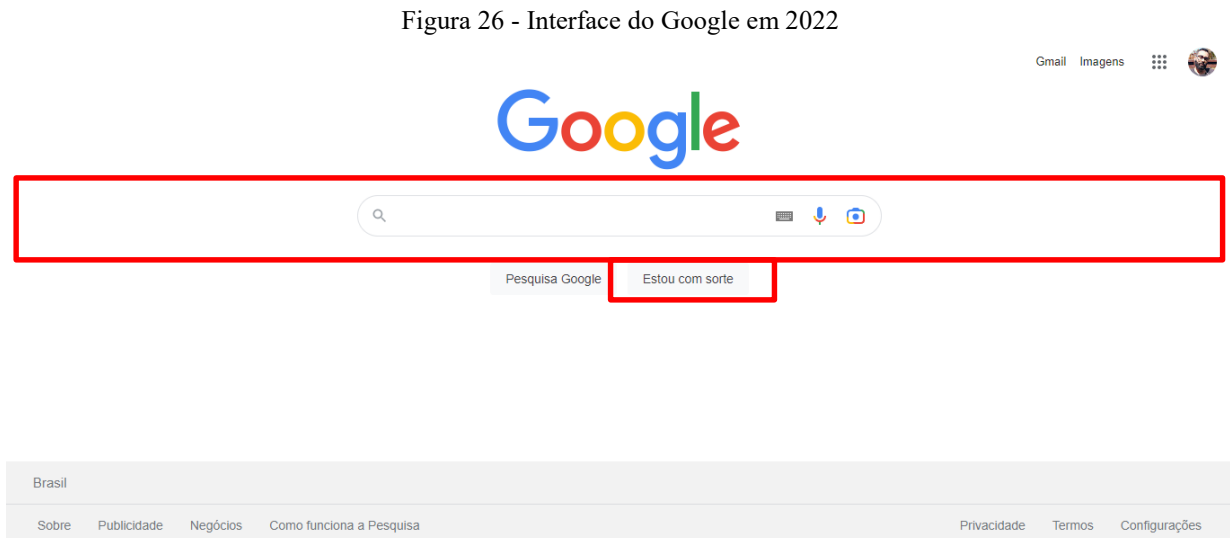 Figura 26 - Interface do Google em 2022
Gmail Imagens
Google
Pesquisa Google Estou com sorte
Brasil
Sobre Publicidade Negócios Como funciona a Pesquisa Privacidade Termos Configurações